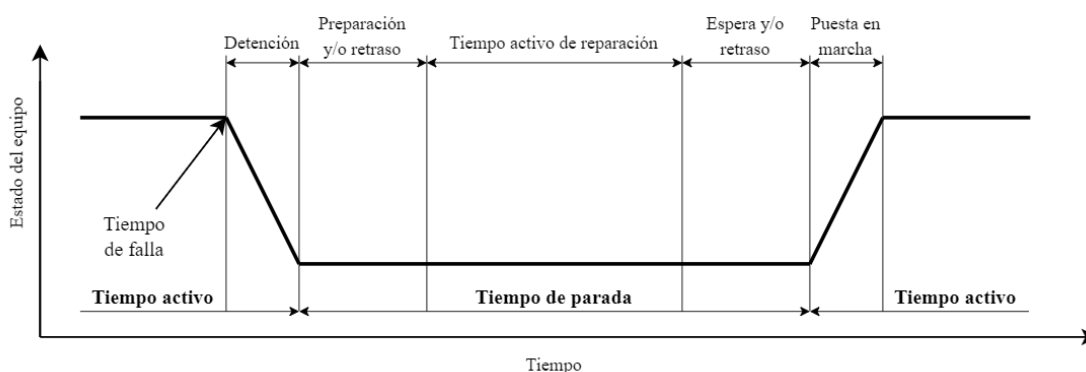 Detención
Preparación
y/o retraso
Tiempo activo de reparación
Espera y/o
retraso
Puesta en
marcha
Estado del equipo
Tiempo
de falla
Tiempo activo
Tiempo de parada
Tiempo activo
Tiempo